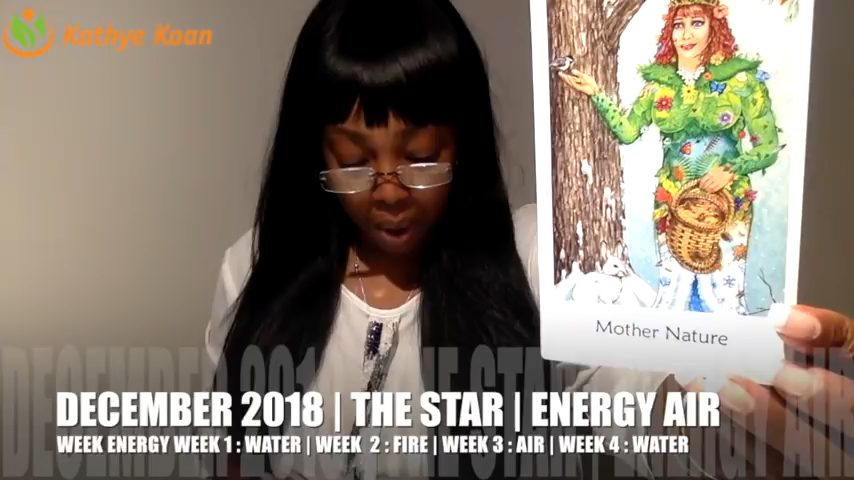 Kathye Kaan
Mother Nature
DECEMBER 2018 | THE STAR | ENERGY AIR
WEEK ENERGY WEEK 1 : WATER | WEEK 2 : FIRE | WEEK 3 : AIR | WEEK 4 : WATER